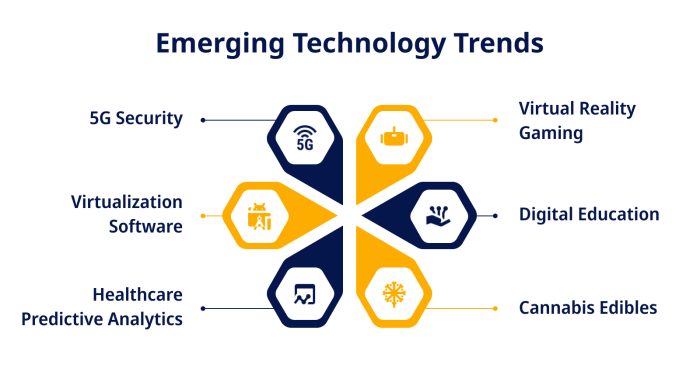 Emerging Technology Trends
5G Security
5G
Virtualization
Software
Healthcare
Predictive Analytics
Virtual Reality
Gaming
Digital Education
Cannabis Edibles